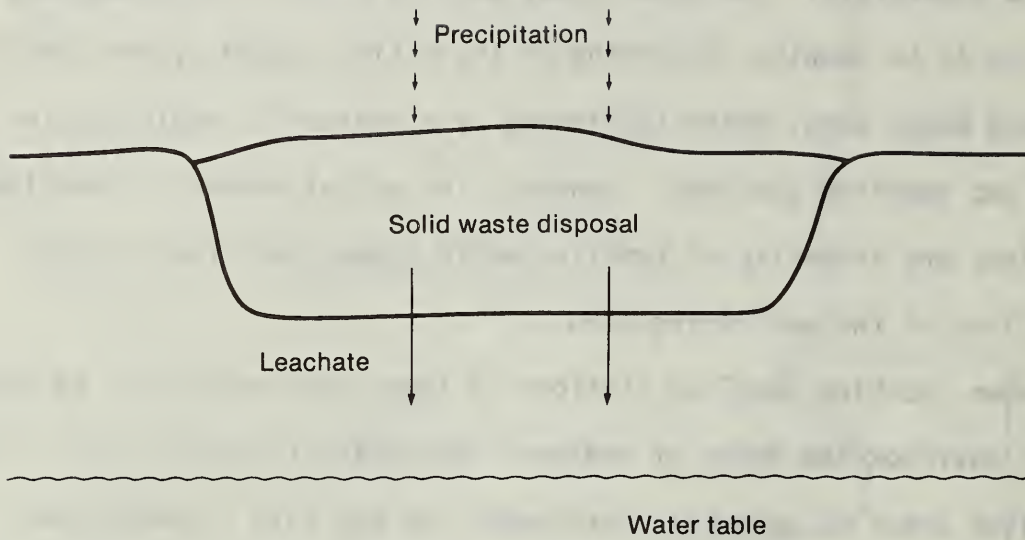 Precipitation
Solid waste disposal
Leachate
Water table